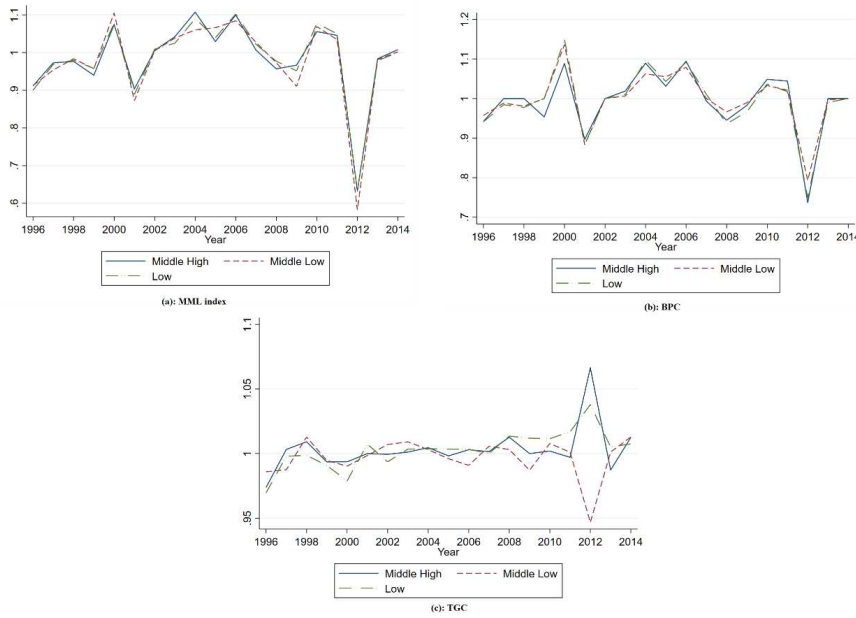 1.1
1
.9
.8
.7
.6
1996 1998 2000 2002 2004 2006 2008 2010 2012 2014
Year
Middle High Middle Low
Low
(a): MML index
1.2
1.1
1
.9
.8
.7
1996 1998 2000 2002 2004 2006 2008 2010 2012 2014
Year
Middle High Middle Low
Low
(b): BPC
1.1
1.05
1
.95
1996 1998 2000 2002 2004 2006 2008 2010 2012 2014
Year
Middle High Middle Low
Low
(c): TGC